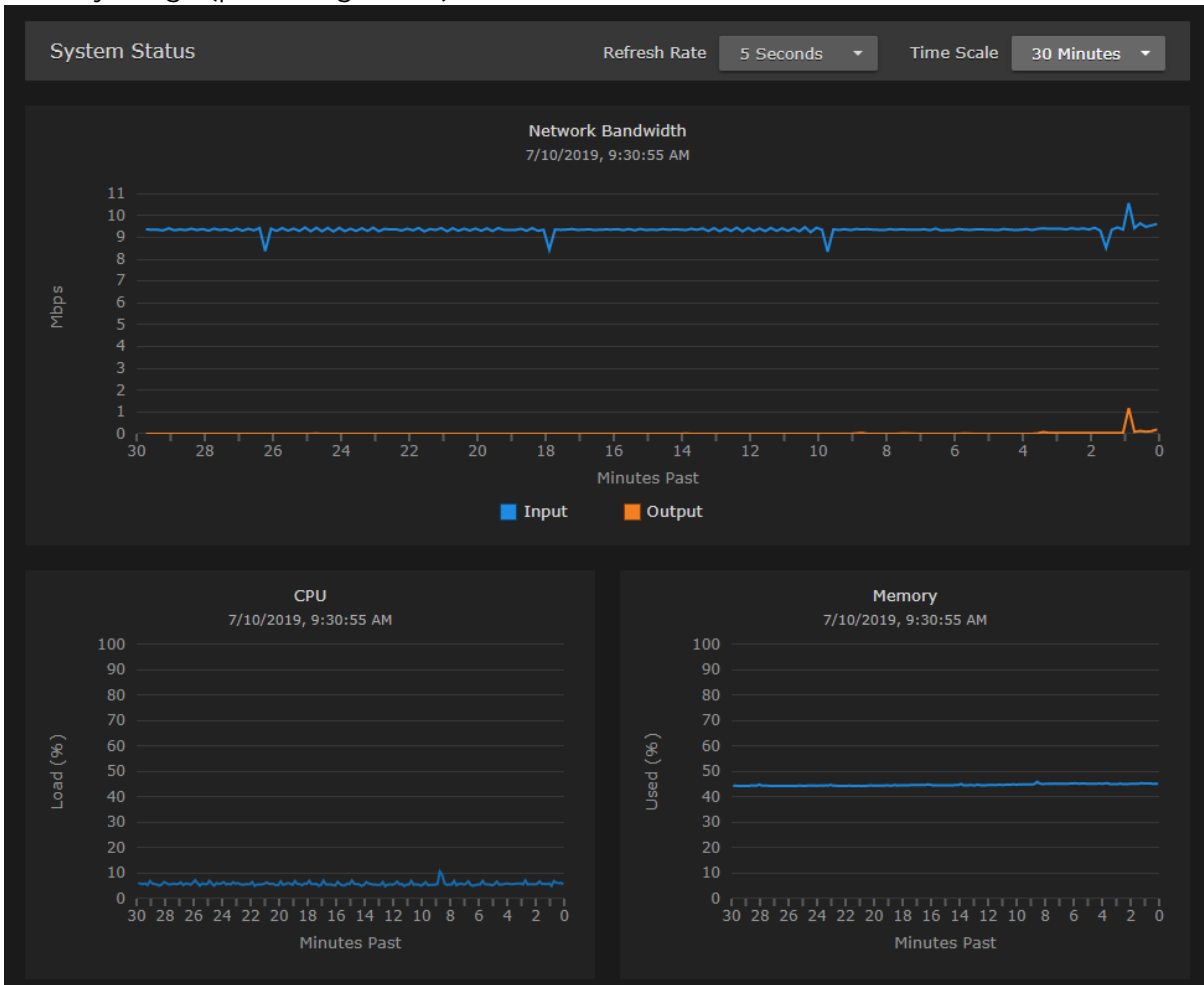 System Status
Refresh Rate 5 Seconds Time Scale 30 Minutes
Network Bandwidth
7/10/2019, 9:30:55 AM
11
10
9
8
7
6
5
4
3
2
1
0
Mbps
30 28 26 24 22 20 18 16 14 12 10 8 6 4 2 0
Minutes Past
Input Output
CPU
7/10/2019, 9:30:55 AM
100
90
80
70
60
50
40
30
20
10
0
Load (%)
30 28 26 24 22 20 18 16 14 12 10 8 6 4 2 0
Minutes Past
Memory
7/10/2019, 9:30:55 AM
100
90
80
70
60
50
40
30
20
10
0
Used (%)
30 28 26 24 22 20 18 16 14 12 10 8 6 4 2 0
Minutes Past